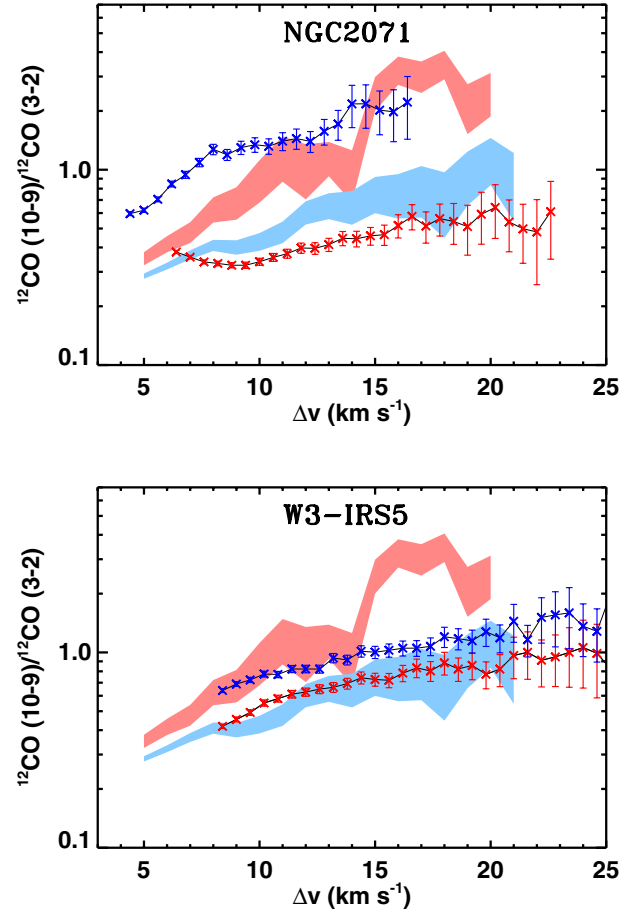 NGC2071
¹²CO (10-9)/¹²CO (3-2)
1.0
0.1
5 10 15 20 25
Δv (km s⁻¹)
W3-IRS5
¹²CO (10-9)/¹²CO (3-2)
1.0
0.1
5 10 15 20 25
Δv (km s⁻¹)